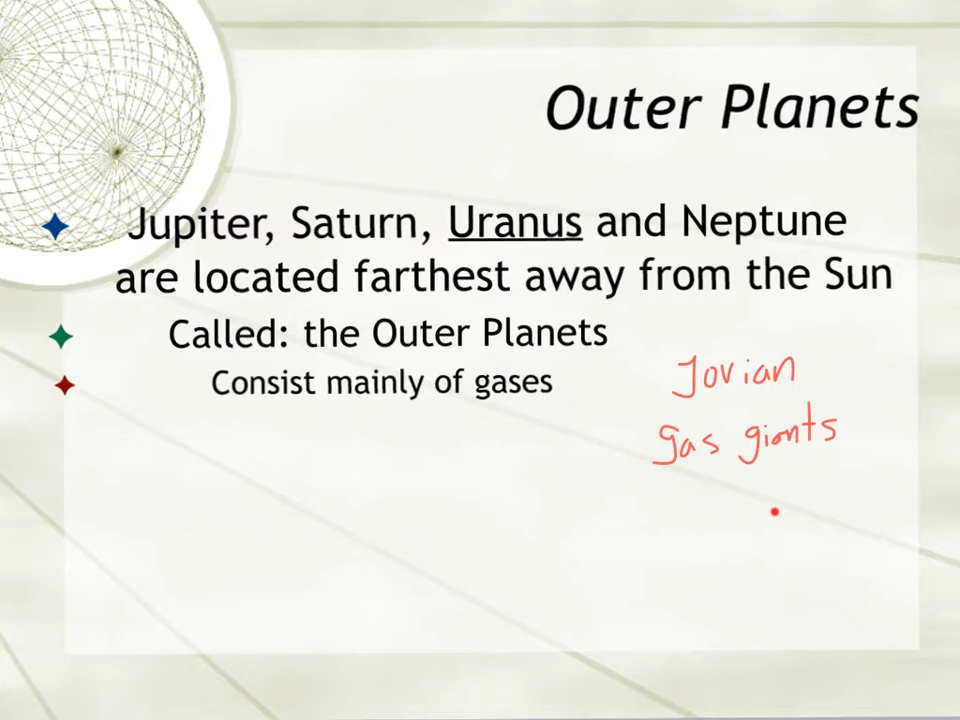 Outer Planets
Jupiter, Saturn, Uranus and Neptune
are located farthest away from the Sun
Called: the Outer Planets
Consist mainly of gases
Jovian
gas giants